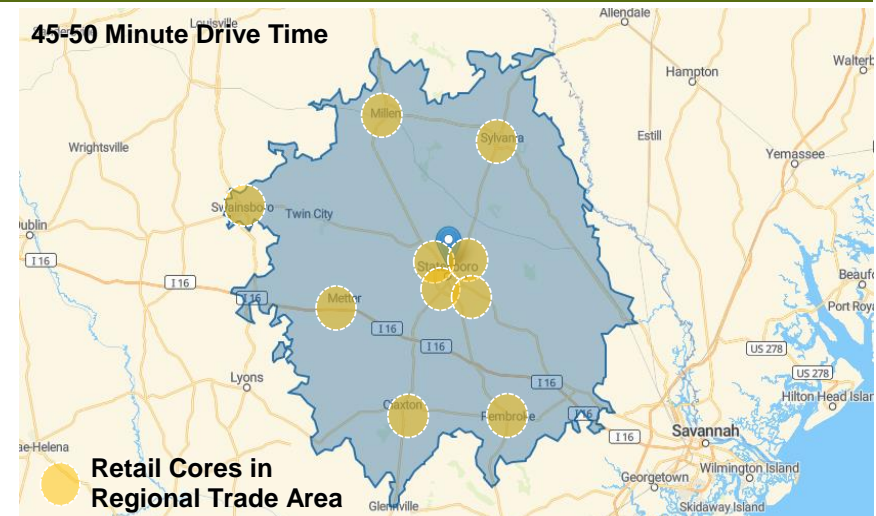 45-50 Minute Drive Time
Louisville
Allendale
Hampton
Walterb
Millen
Sylvania
Estill
Wrightsville
Yemassee
Swainsboro
Twin City
Dublin
I 16
Statesboro
I 16
I 16
Metter
I 16
I 16
Beaufo
Port Roya
US 278
US 278
Lyons
I 16
Hilton Head Islan
Claxton
Pembroke
I 16
I 16
Savannah
ae-Helena
Retail Cores in
Regional Trade Area
Wilmington Island
Georgetown
Glennville
Skidaway Island